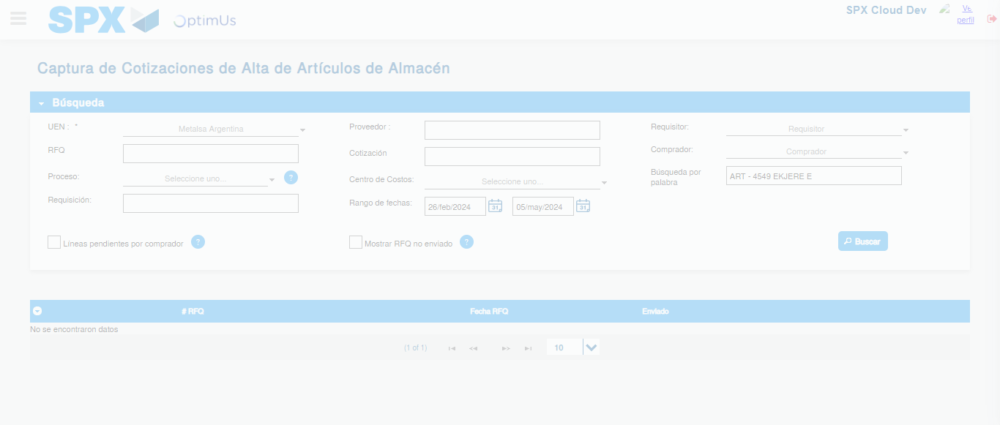 SPX OptimUs
SPX Cloud Dev
Ve
perfil
Captura de Cotizaciones de Alta de Artículos de Almacén
Búsqueda
UEN : * Metalsa Argentina
RFQ
Proceso: Seleccione uno... ?
Requisición:
Proveedor :
Cotización
Centro de Costos: Seleccione uno...
Rango de fechas: 26/feb/2024 31 05/may/2024 31
Requisitor: Requisitor
Comprador: Comprador
Búsqueda por
palabra
ART - 4549 EKJERE E
Líneas pendientes por comprador ?
Mostrar RFQ no enviado ?
Buscar
# RFQ Fecha RFQ Enviado
No se encontraron datos
(1 of 1) 10